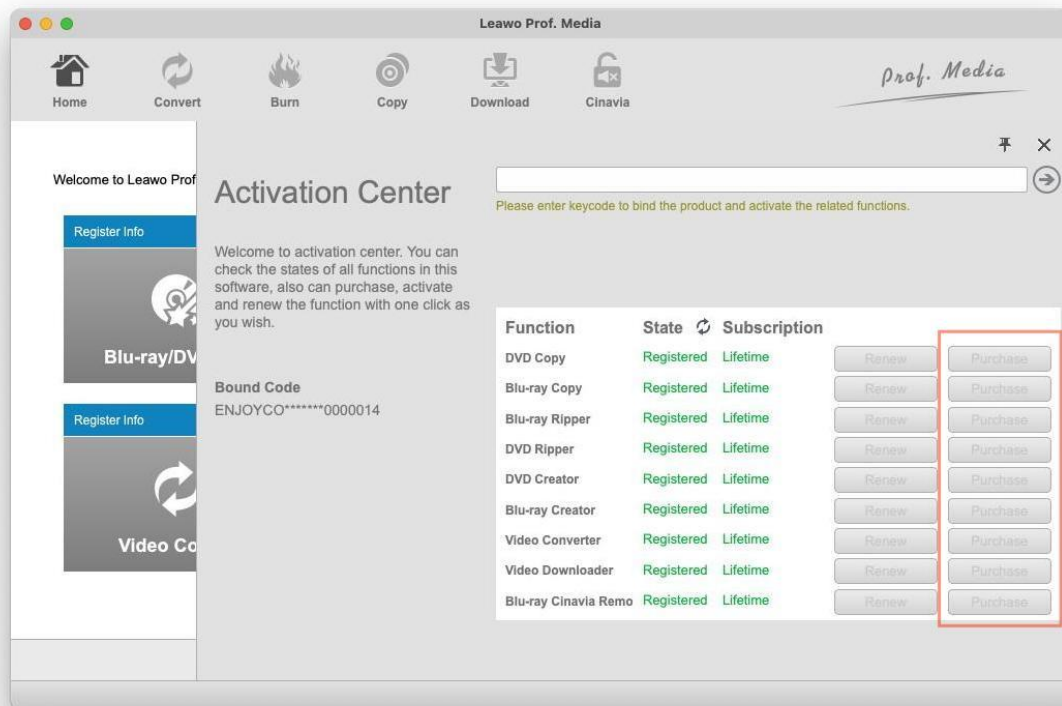 Leawo Prof. Media
Home Convert Burn Copy Download Cinavia
Prof. Media
Welcome to Leawo Prof
Register Info
Blu-ray/DV
Register Info
Video Co
Activation Center
Welcome to activation center. You can
check the states of all functions in this
software, also can purchase, activate
and renew the function with one click as
you wish.
Bound Code
ENJOYCO*******0000014
Please enter keycode to bind the product and activate the related functions.
Function State Subscription
DVD Copy Registered Lifetime Renew Purchase
Blu-ray Copy Registered Lifetime Renew Purchase
Blu-ray Ripper Registered Lifetime Renew Purchase
DVD Ripper Registered Lifetime Renew Purchase
DVD Creator Registered Lifetime Renew Purchase
Blu-ray Creator Registered Lifetime Renew Purchase
Video Converter Registered Lifetime Renew Purchase
Video Downloader Registered Lifetime Renew Purchase
Blu-ray Cinavia Remo Registered Lifetime Renew Purchase